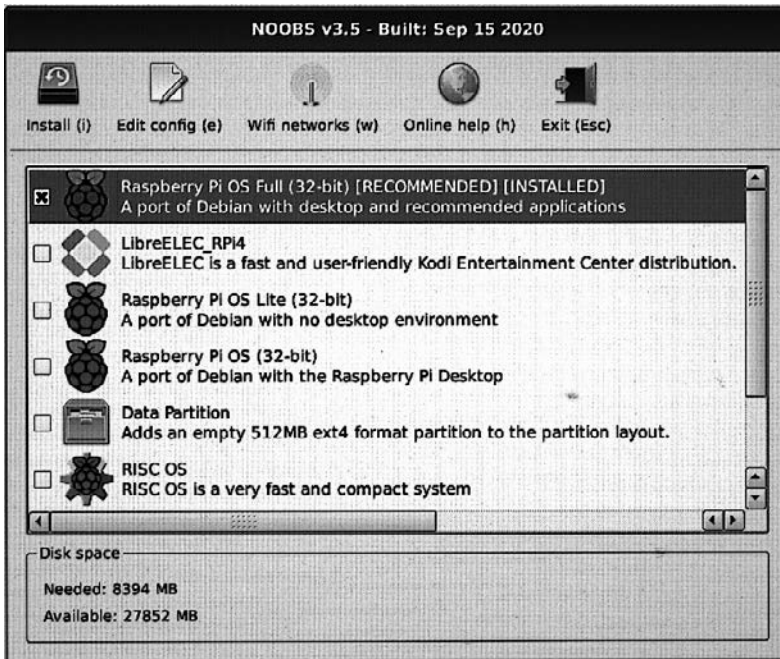 NOOBS v3.5 - Built: Sep 15 2020
Install (i) Edit config (e) Wifi networks (w) Online help (h) Exit (Esc)
Raspberry Pi OS Full (32-bit) [RECOMMENDED] [INSTALLED]
A port of Debian with desktop and recommended applications
LibreELEC_RPi4
LibreELEC is a fast and user-friendly Kodi Entertainment Center distribution.
Raspberry Pi OS Lite (32-bit)
A port of Debian with no desktop environment
Raspberry Pi OS (32-bit)
A port of Debian with the Raspberry Pi Desktop
Data Partition
Adds an empty 512MB ext4 format partition to the partition layout.
RISC OS
RISC OS is a very fast and compact system
Disk space
Needed: 8394 MB
Available: 27852 MB